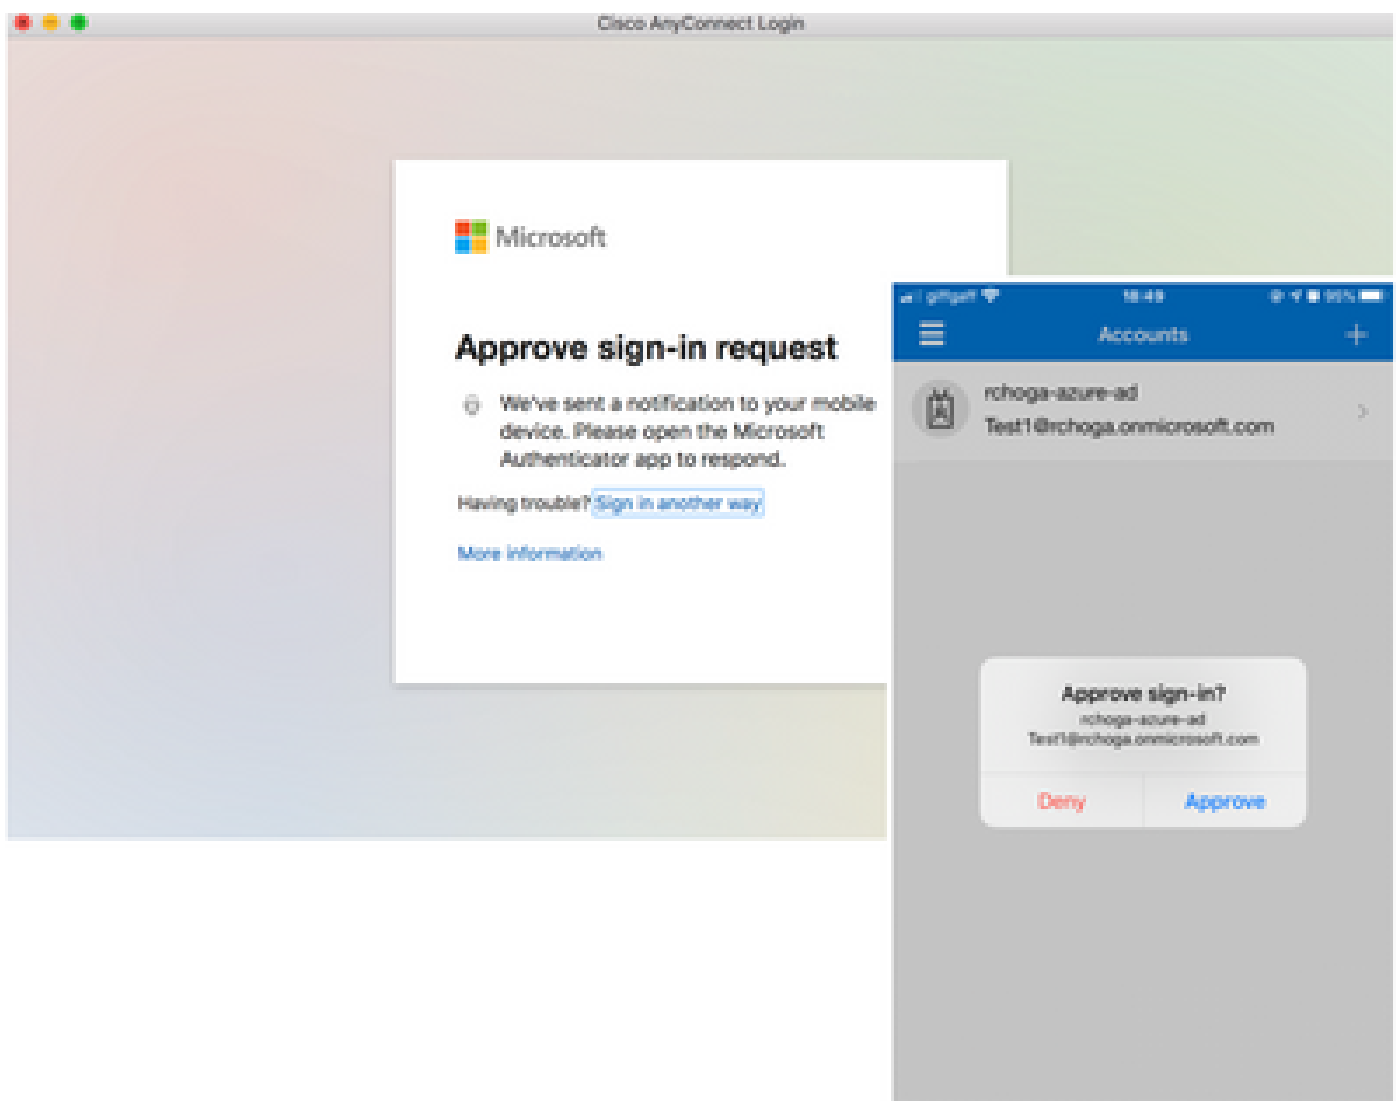 Cisco AnyConnect Login
Microsoft
Approve sign-in request
We've sent a notification to your mobile
device. Please open the Microsoft
Authenticator app to respond.
Having trouble? Sign in another way
More information
giffgaff
18:49
95%
Accounts
rchoga-azure-ad
Test1@rchoga.onmicrosoft.com
Approve sign-in?
rchoga-azure-ad
Test1@rchoga.onmicrosoft.com
Deny
Approve